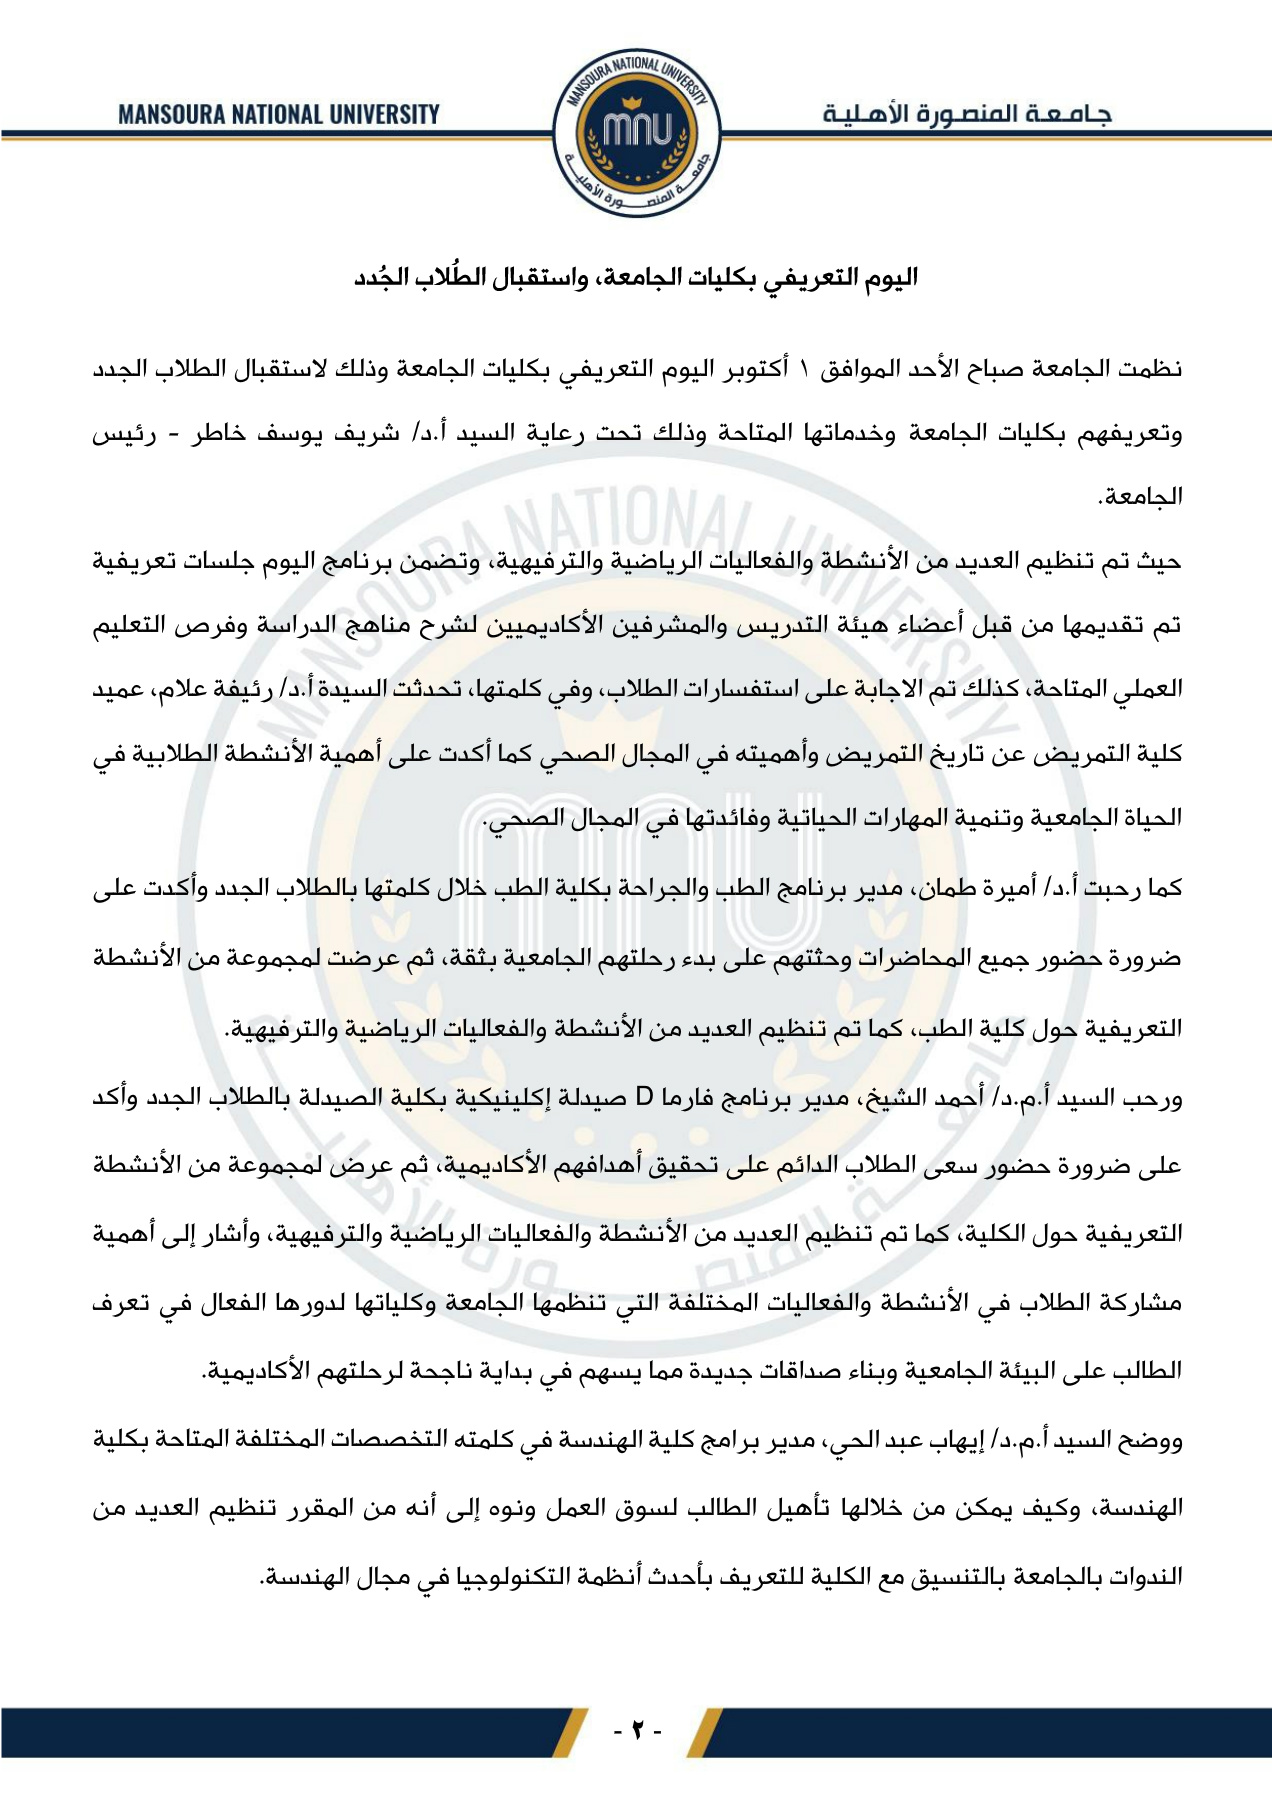 MANSOURA NATIONAL UNIVERSITY
جامعة المنصورة الأهلية
MANSOURA NATIONAL UNIVERSITY
mnu
جامعة المنصورة الأهلية
اليوم التعريفي بكليات الجامعة، واستقبال الطُلاب الجُدد
نظمت الجامعة صباح الأحد الموافق ١ أكتوبر اليوم التعريفي بكليات الجامعة وذلك لاستقبال الطلاب الجدد
وتعريفهم بكليات الجامعة وخدماتها المتاحة وذلك تحت رعاية السيد أ.د/ شريف يوسف خاطر - رئيس
الجامعة.
حيث تم تنظيم العديد من الأنشطة والفعاليات الرياضية والترفيهية، وتضمن برنامج اليوم جلسات تعريفية
تم تقديمها من قبل أعضاء هيئة التدريس والمشرفين الأكاديميين لشرح مناهج الدراسة وفرص التعليم
العملي المتاحة، كذلك تم الاجابة على استفسارات الطلاب، وفي كلمتها، تحدثت السيدة أ.د/ رئيفة علام، عميد
كلية التمريض عن تاريخ التمريض وأهميته في المجال الصحي كما أكدت على أهمية الأنشطة الطلابية في
الحياة الجامعية وتنمية المهارات الحياتية وفائدتها في المجال الصحي.
كما رحبت أ.د/ أميرة طمان، مدير برنامج الطب والجراحة بكلية الطب خلال كلمتها بالطلاب الجدد وأكدت على
ضرورة حضور جميع المحاضرات وحثتهم على بدء رحلتهم الجامعية بثقة، ثم عرضت لمجموعة من الأنشطة
التعريفية حول كلية الطب، كما تم تنظيم العديد من الأنشطة والفعاليات الرياضية والترفيهية.
ورحب السيد أ.م.د/ أحمد الشيخ، مدير برنامج فارما D صيدلة إكلينيكية بكلية الصيدلة بالطلاب الجدد وأكد
على ضرورة حضور سعى الطلاب الدائم على تحقيق أهدافهم الأكاديمية، ثم عرض لمجموعة من الأنشطة
التعريفية حول الكلية، كما تم تنظيم العديد من الأنشطة والفعاليات الرياضية والترفيهية، وأشار إلى أهمية
مشاركة الطلاب في الأنشطة والفعاليات المختلفة التي تنظمها الجامعة وكلياتها لدورها الفعال في تعرف
الطالب على البيئة الجامعية وبناء صداقات جديدة مما يسهم في بداية ناجحة لرحلتهم الأكاديمية.
ووضح السيد أ.م.د/ إيهاب عبد الحي، مدير برامج كلية الهندسة في كلمته التخصصات المختلفة المتاحة بكلية
الهندسة، وكيف يمكن من خلالها تأهيل الطالب لسوق العمل ونوه إلى أنه من المقرر تنظيم العديد من
الندوات بالجامعة بالتنسيق مع الكلية للتعريف بأحدث أنظمة التكنولوجيا في مجال الهندسة.
- ٢ -